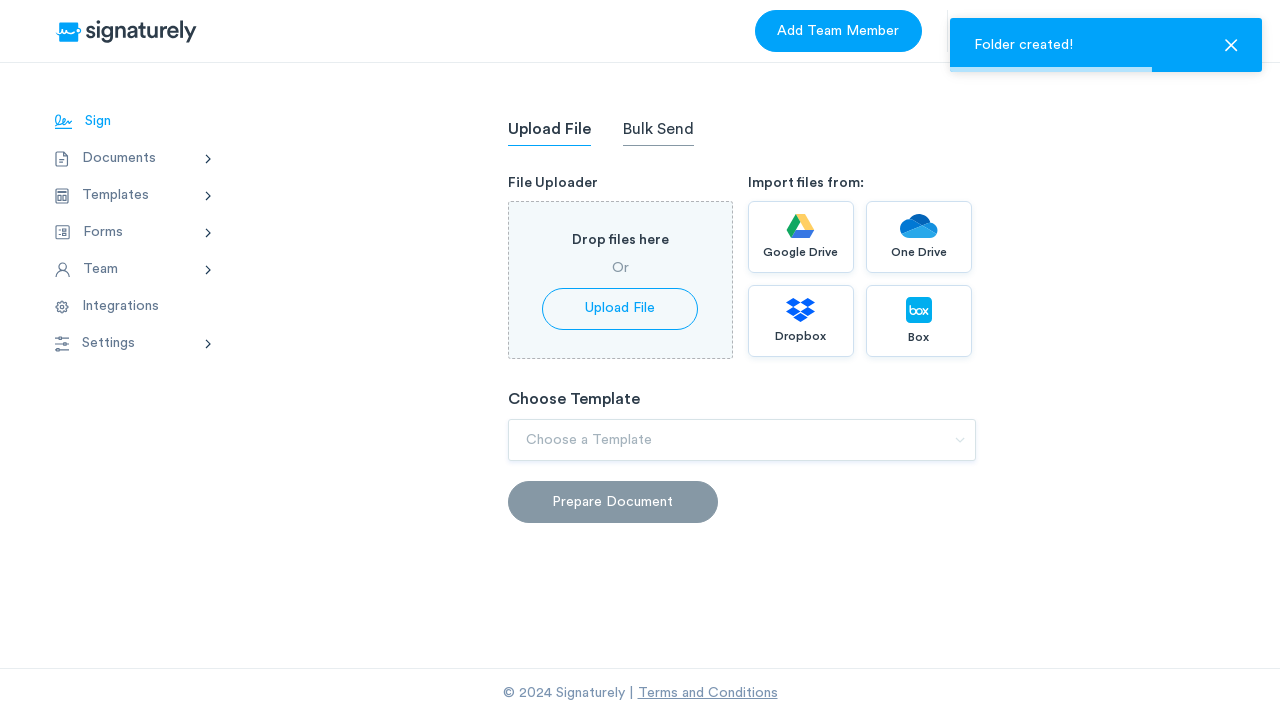 signaturely
Add Team Member
Folder created!
Sign
Documents
Templates
Forms
Team
Integrations
Settings
Upload File
Bulk Send
File Uploader
Drop files here
Or
Upload File
Import files from:
Google Drive
One Drive
Dropbox
box
Box
Choose Template
Choose a Template
Prepare Document
© 2024 Signaturely | Terms and Conditions